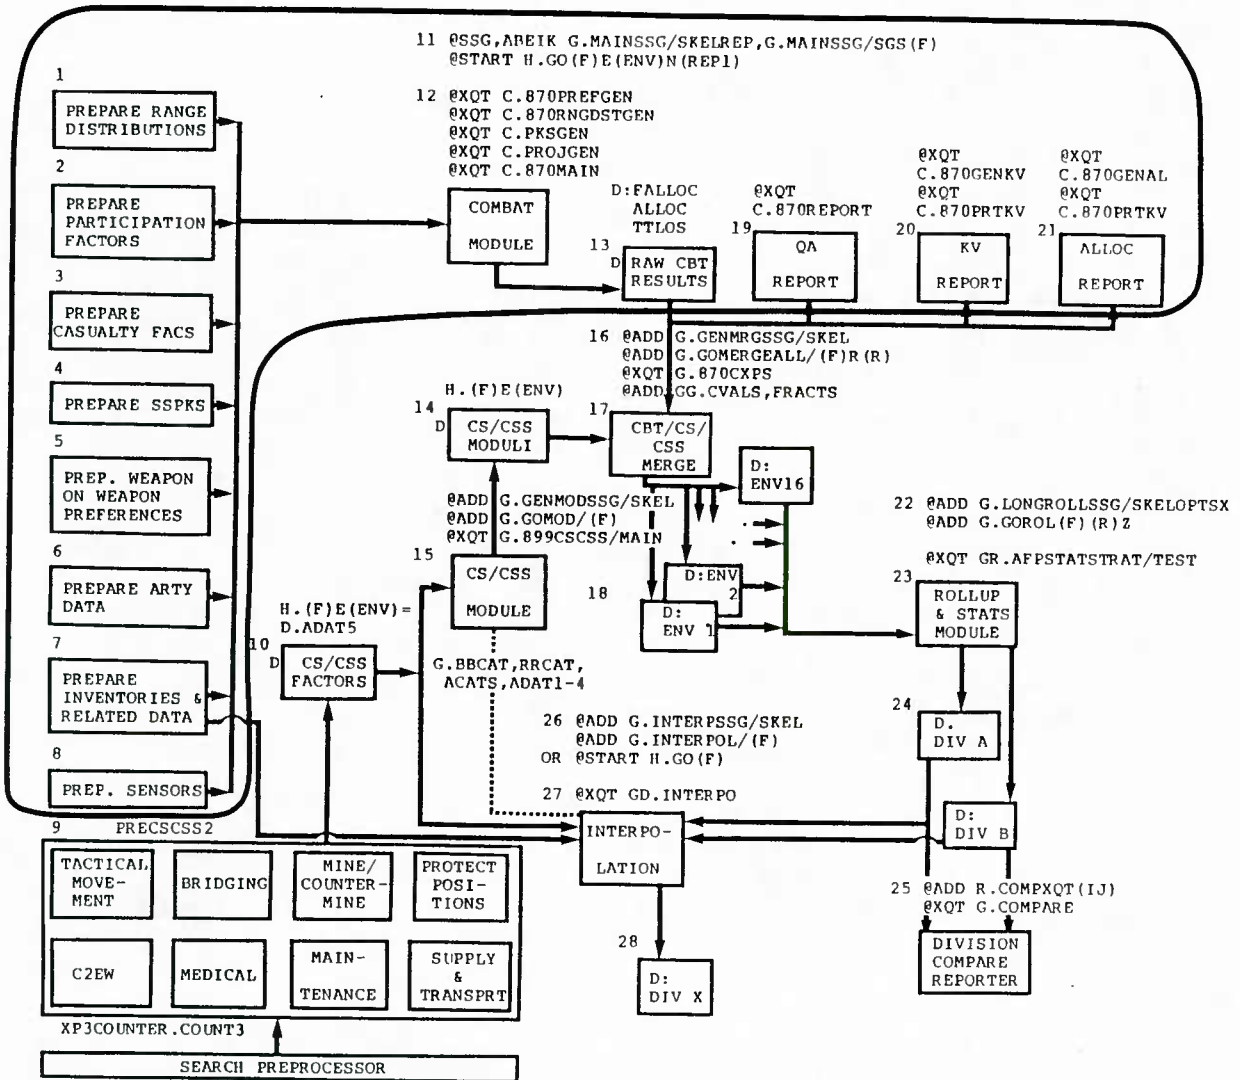 11 @SSG,ABEIK G.MAINSSG/SKELREP,G.MAINSSG/SGS(F)
@START H.GO(F)E(ENV)N(REP1)
1
PREPARE RANGE
DISTRIBUTIONS
2
PREPARE
PARTICIPATION
FACTORS
3
PREPARE
CASUALTY FACS
4
PREPARE SSPKS
5
PREP. WEAPON
ON WEAPON
PREFERENCES
6
PREPARE ARTY
DATA
7
PREPARE
INVENTORIES &
RELATED DATA
8
PREP. SENSORS
12 @XQT C.870PREFGEN
@XQT C.870RNGDSTGEN
@XQT C.PKSGEN
@XQT C.PROJGEN
@XQT C.870MAIN
COMBAT
MODULE
D:FALLOC
ALLOC
TTLOS
13
D
RAW CBT
RESULTS
@XQT
C.870REPORT
19
QA
REPORT
@XQT
C.870GENKV
@XQT
C.870PRTKV
20
KV
REPORT
@XQT
C.870GENAL
@XQT
C.870PRTKV
21
ALLOC
REPORT
16 @ADD G.GENMRGSSG/SKEL
@ADD G.GOMERGEALL/(F)R(R)
@XQT G.870CXPS
@ADD GG.CVALS,FRACTS
H.(F)E(ENV)
14
D
CS/CSS
MODULI
17
CBT/CS/
CSS
MERGE
D:
ENV16
@ADD G.GENMODSSG/SKEL
@ADD G.GOMOD/(F)
@XQT G.899CSCSS/MAIN
15
CS/CSS
MODULE
18
D:ENV
2
D:
ENV 1
22 @ADD G.LONGROLLSSG/SKELOPTSX
@ADD G.GOROL(F)(R)Z
@XQT GR.AFPSTATSTRAT/TEST
23
ROLLUP
& STATS
MODULE
H.(F)E(ENV)=
D.ADAT5
10
D
CS/CSS
FACTORS
G.BBCAT,RRCAT,
ACATS,ADAT1-4
24
D.
DIV A
26 @ADD G.INTERPSSG/SKEL
@ADD G.INTERPOL/(F)
OR @START H.GO(F)
27 @XQT GD.INTERPO
INTERPO-
LATION
D:
DIV B
25 @ADD R.COMPXQT(IJ)
@XQT G.COMPARE
DIVISION
COMPARE
REPORTER
28
D:
DIV X
9 PRECSCSS2
TACTICAL
MOVE-
MENT
BRIDGING
MINE/
COUNTER-
MINE
PROTECT
POSI-
TIONS
C2EW
MEDICAL
MAIN-
TENANCE
SUPPLY
&
TRANSPRT
XP3COUNTER.COUNT3
SEARCH PREPROCESSOR